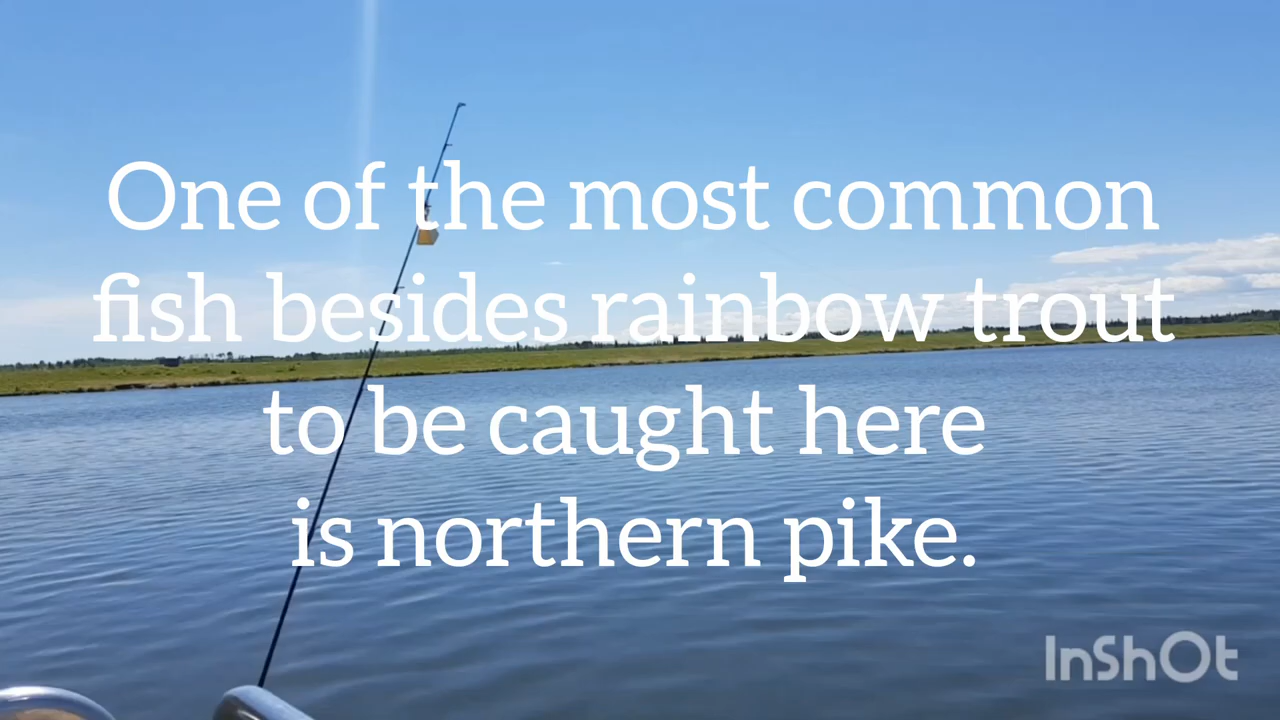 One of the most common
fish besides rainbow trout
to be caught here
is northern pike.
InShOt